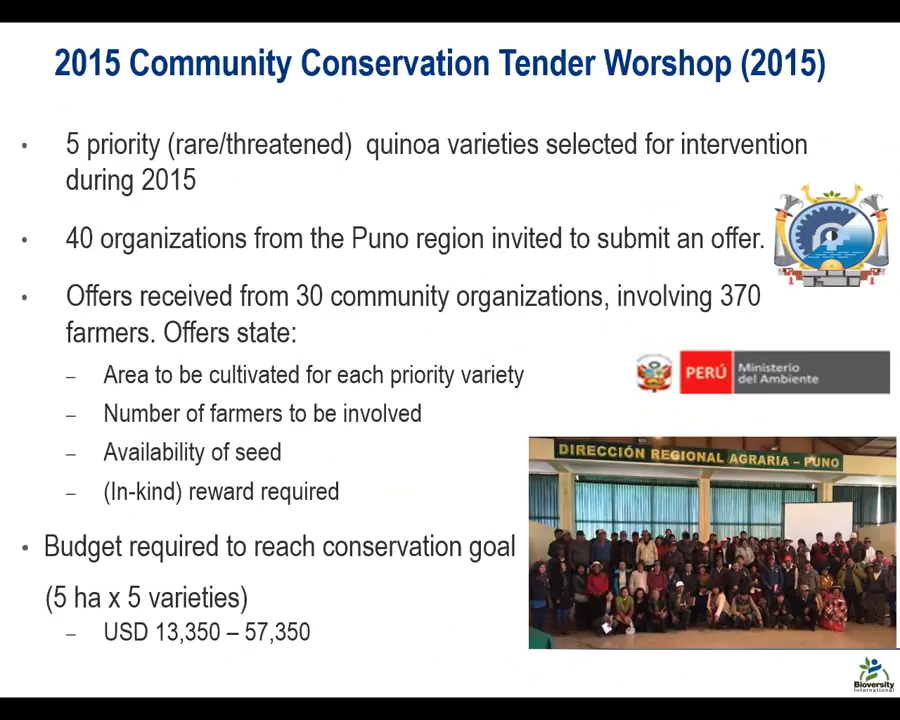 2015 Community Conservation Tender Worshop (2015)
• 5 priority (rare/threatened) quinoa varieties selected for intervention
during 2015
• 40 organizations from the Puno region invited to submit an offer.
• Offers received from 30 community organizations, involving 370
farmers. Offers state:
– Area to be cultivated for each priority variety
– Number of farmers to be involved
– Availability of seed
– (In-kind) reward required
• Budget required to reach conservation goal
(5 ha x 5 varieties)
– USD 13,350 – 57,350
PERÚ
Ministerio
del Ambiente
DIRECCIÓN REGIONAL AGRARIA – PUNO
Bioversity
International